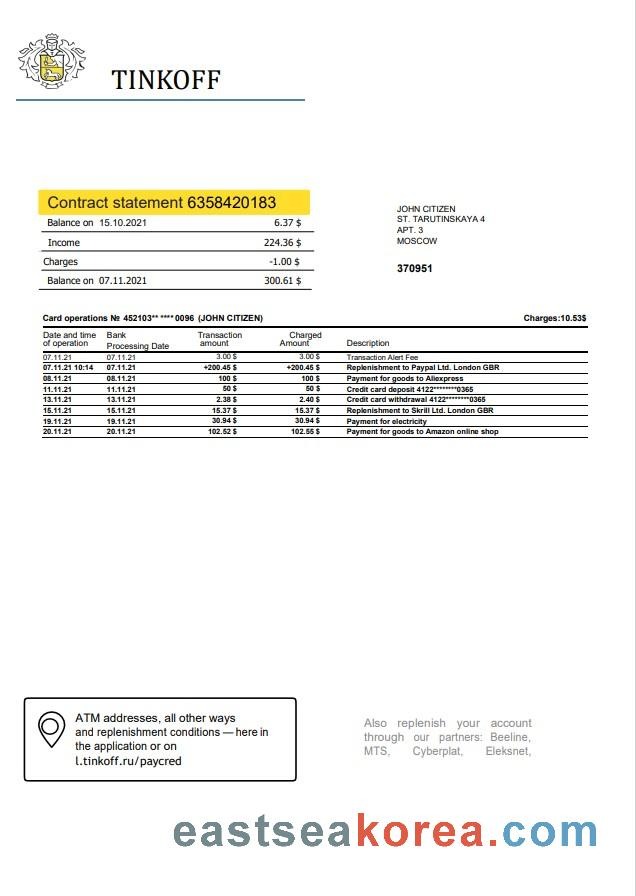 TINKOFF
Contract statement 6358420183
Balance on 15.10.2021 6.37 $
Income 224.36 $
Charges -1.00 $
Balance on 07.11.2021 300.61 $
JOHN CITIZEN
ST. TARUTINSKAYA 4
APT. 3
MOSCOW
370951
Card operations № 452103** **** 0096 (JOHN CITIZEN) Charges:10.53$
Date and time of operation Bank Processing Date Transaction amount Charged Amount Description
07.11.21 07.11.21 3.00 $ 3.00 $ Transaction Alert Fee
07.11.21 10:14 07.11.21 +200.45 $ +200.45 $ Replenishment to Paypal Ltd. London GBR
08.11.21 08.11.21 100 $ 100 $ Payment for goods to Aliexpress
11.11.21 11.11.21 50 $ 50 $ Credit card deposit 4122********0365
13.11.21 13.11.21 2.38 $ 2.40 $ Credit card withdrawal 4122********0365
15.11.21 15.11.21 15.37 $ 15.37 $ Replenishment to Skrill Ltd. London GBR
19.11.21 19.11.21 30.94 $ 30.94 $ Payment for electricity
20.11.21 20.11.21 102.52 $ 102.55 $ Payment for goods to Amazon online shop
ATM addresses, all other ways
and replenishment conditions — here in
the application or on
l.tinkoff.ru/paycred
Also replenish your account
through our partners: Beeline,
MTS, Cyberplat, Eleksnet,
eastseakorea.com